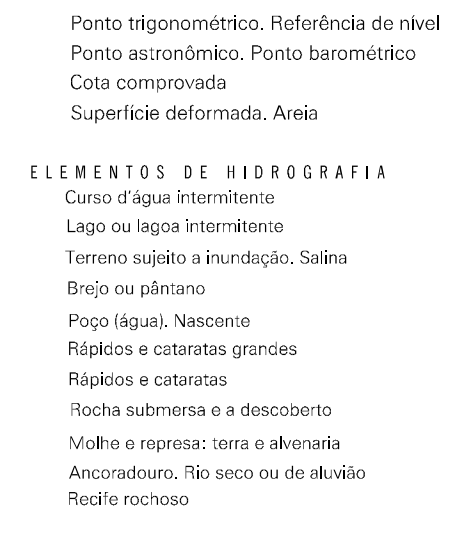 Ponto trigonométrico. Referência de nível
Ponto astronômico. Ponto barométrico
Cota comprovada
Superfície deformada. Areia
ELEMENTOS DE HIDROGRAFIA
Curso d'água intermitente
Lago ou lagoa intermitente
Terreno sujeito a inundação. Salina
Brejo ou pântano
Poço (água). Nascente
Rápidos e cataratas grandes
Rápidos e cataratas
Rocha submersa e a descoberto
Molhe e represa: terra e alvenaria
Ancoradouro. Rio seco ou de aluvião
Recife rochoso